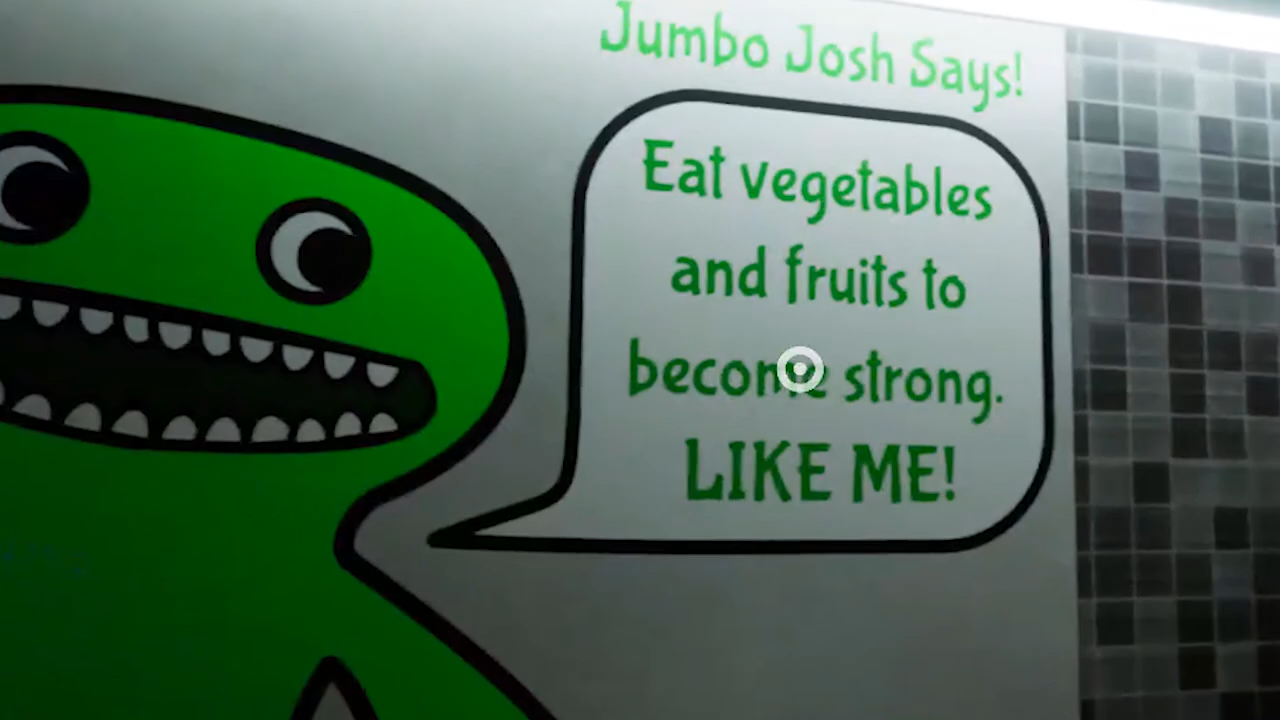 Jumbo Josh Says!
Eat vegetables
and fruits to
become strong.
LIKE ME!